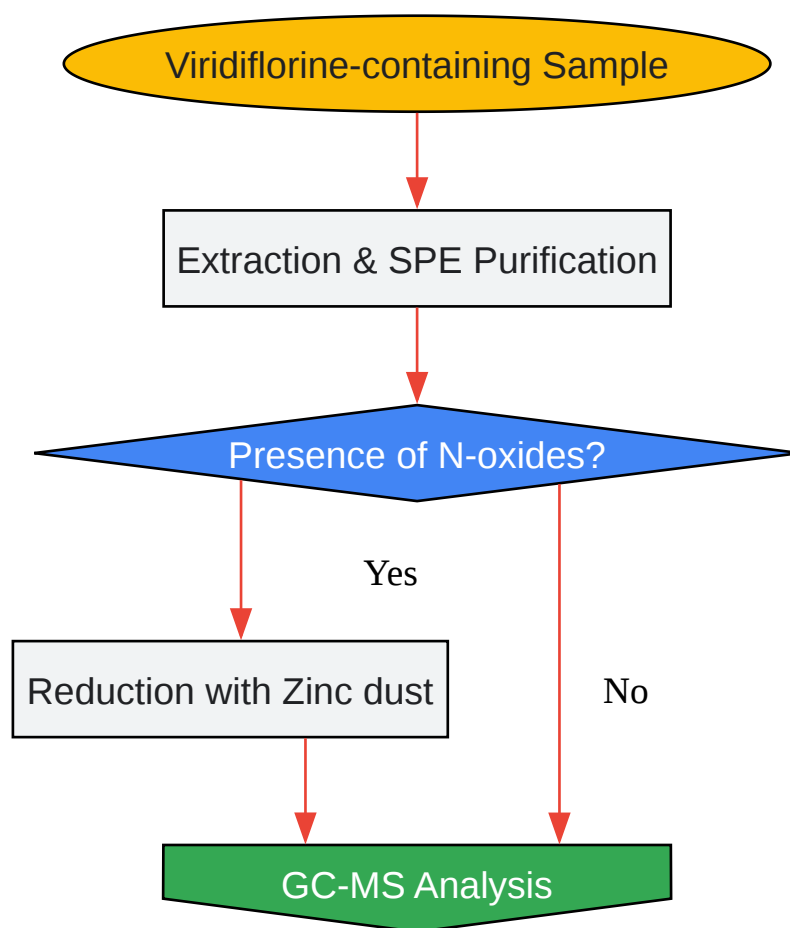 Viridiflorine-containing Sample
Extraction & SPE Purification
Presence of N-oxides?
Yes
Reduction with Zinc dust
No
GC-MS Analysis